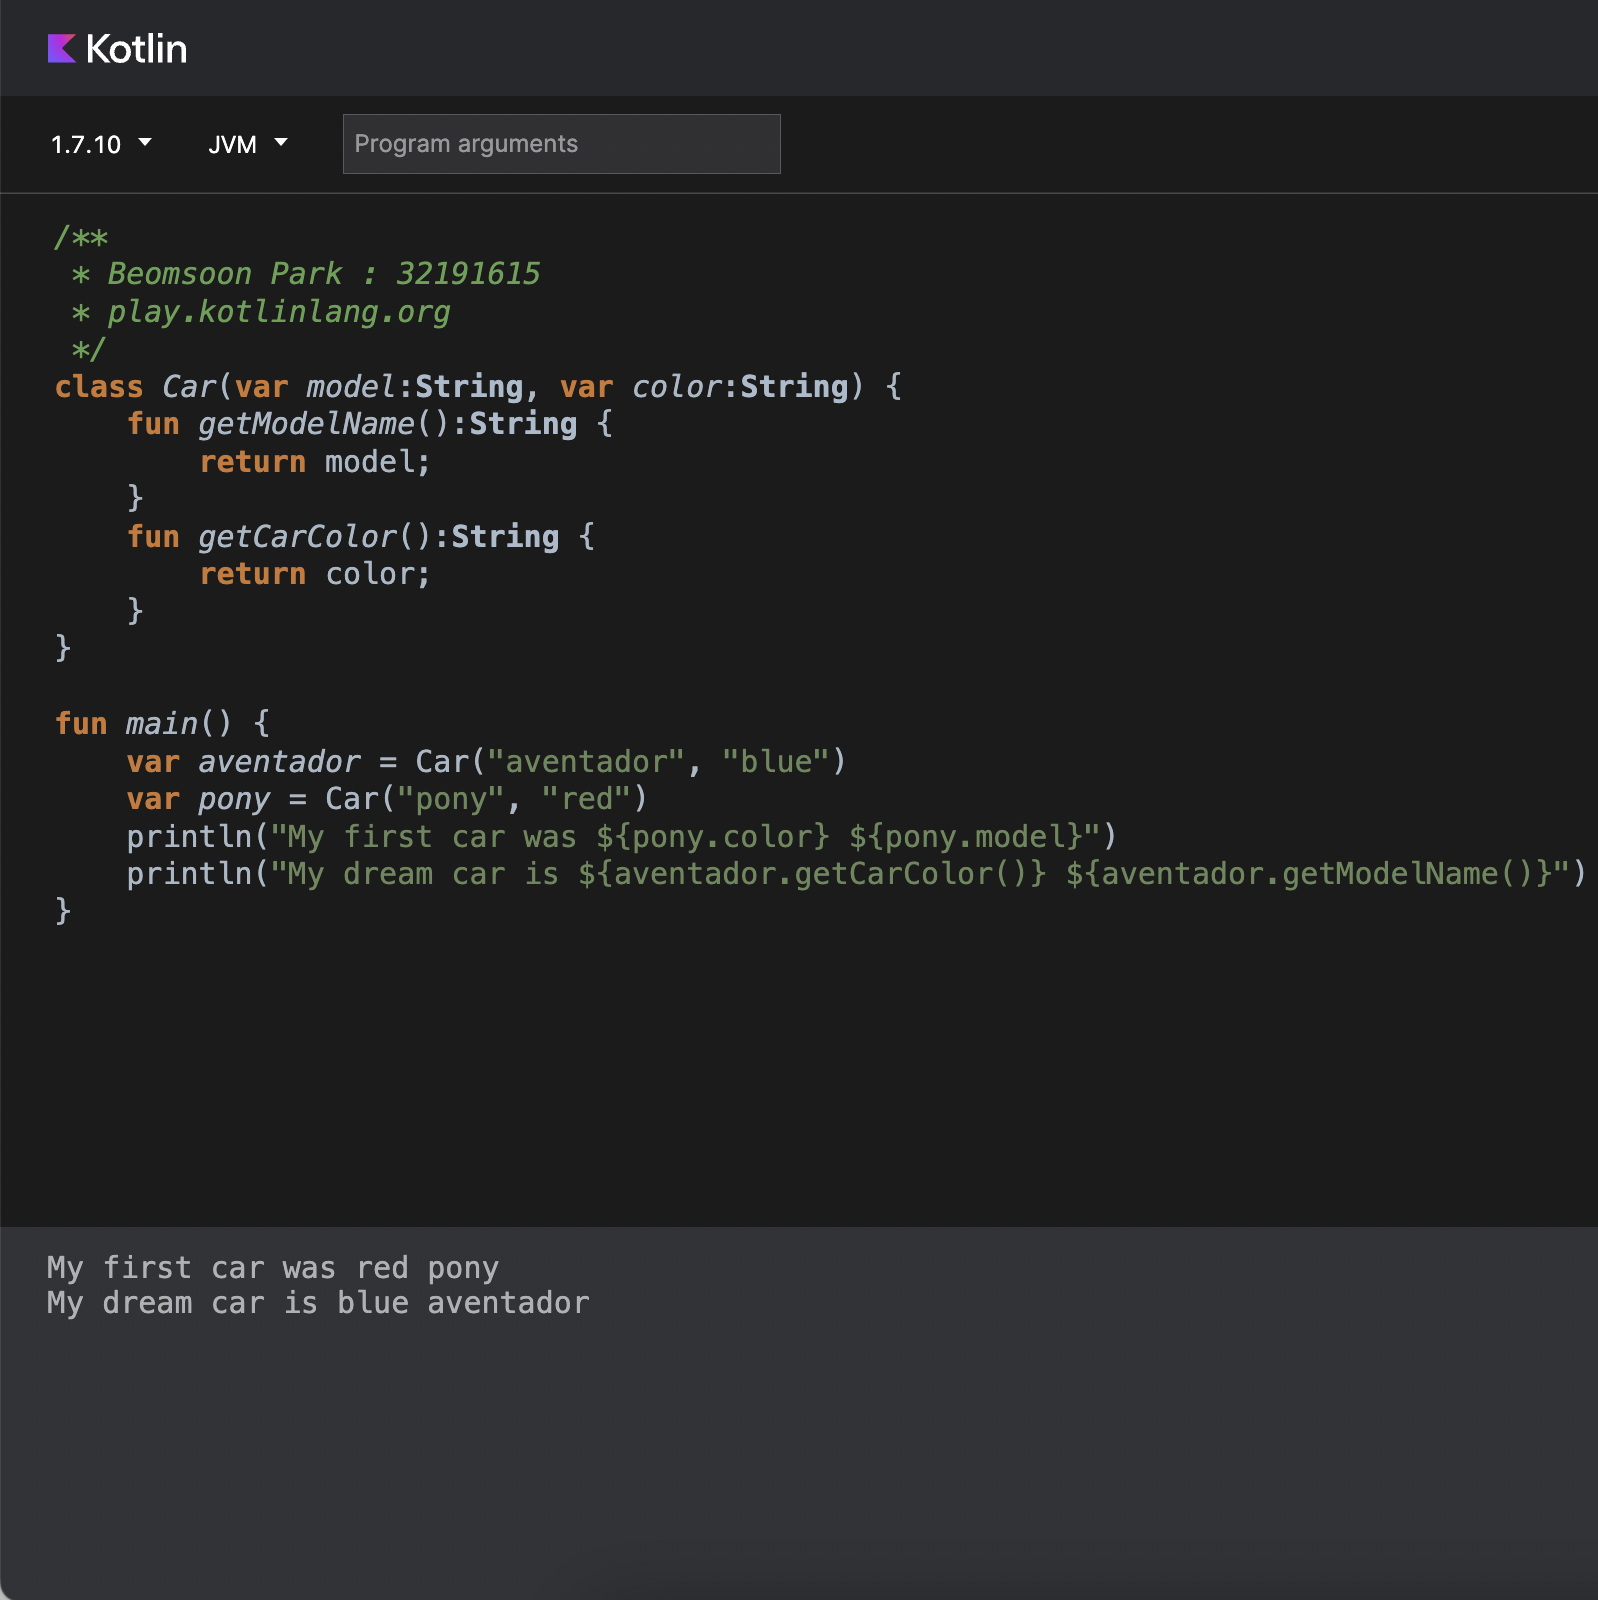 Kotlin
1.7.10 JVM Program arguments
/**
 * Beomsoon Park : 32191615
 * play.kotlinlang.org
 */
class Car(var model:String, var color:String) {
    fun getModelName():String {
        return model;
    }
    fun getCarColor():String {
        return color;
    }
}

fun main() {
    var aventador = Car("aventador", "blue")
    var pony = Car("pony", "red")
    println("My first car was ${pony.color} ${pony.model}")
    println("My dream car is ${aventador.getCarColor()} ${aventador.getModelName()}")
}
My first car was red pony
My dream car is blue aventador